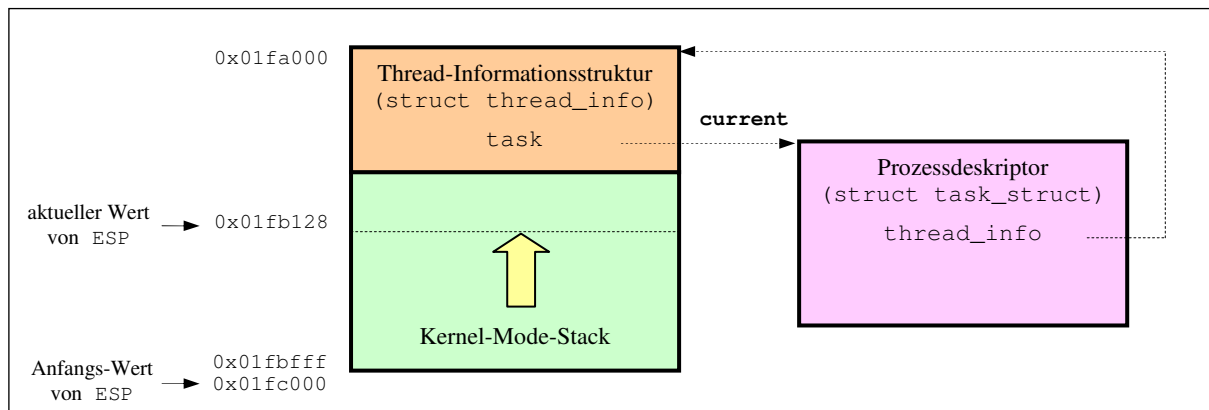 0x01fa000
Thread-Informationsstruktur
(struct thread_info)
task
current
Prozessdeskriptor
(struct task_struct)
thread_info
aktueller Wert
von ESP
0x01fb128
Kernel-Mode-Stack
Anfangs-Wert
von ESP
0x01fbfff
0x01fc000